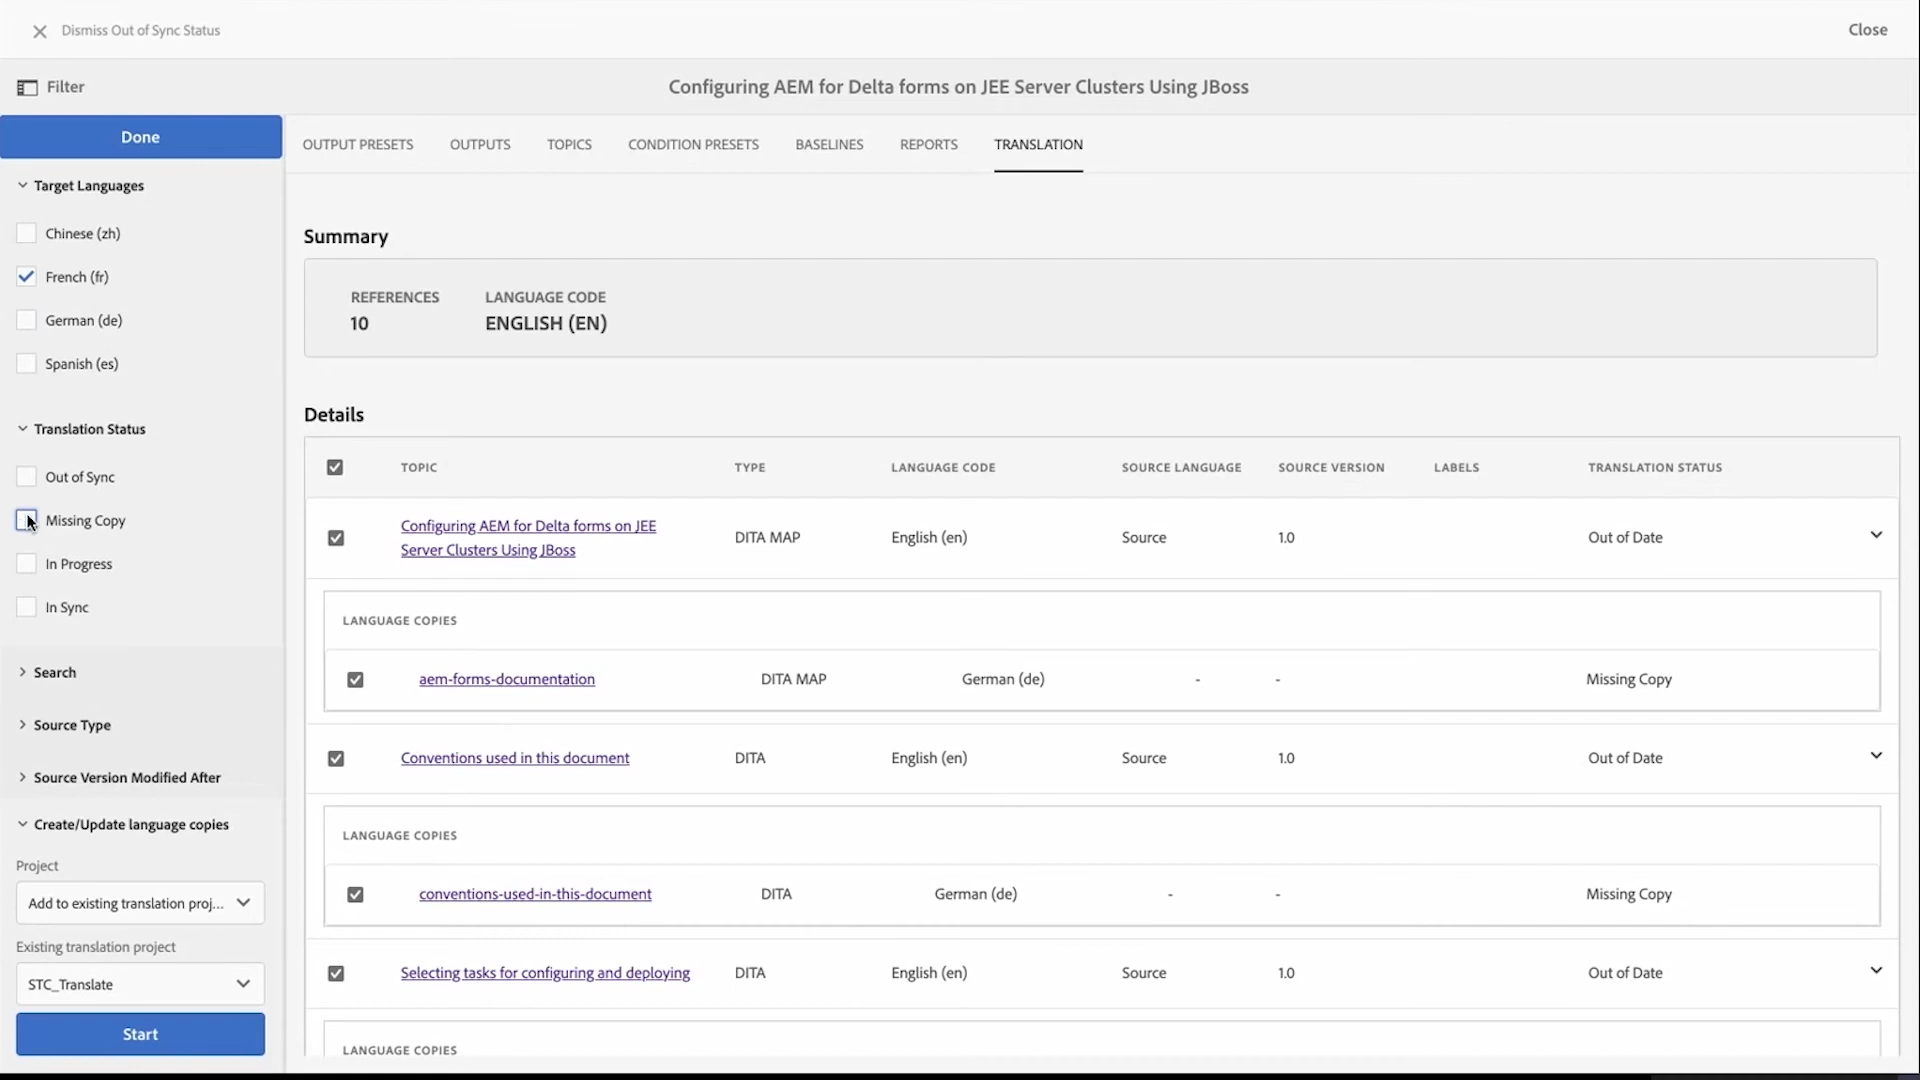 Dismiss Out of Sync Status
Close
Filter
Configuring AEM for Delta forms on JEE Server Clusters Using JBoss
Done
OUTPUT PRESETS
OUTPUTS
TOPICS
CONDITION PRESETS
BASELINES
REPORTS
TRANSLATION
Target Languages
Chinese (zh)
French (fr)
German (de)
Spanish (es)
Translation Status
Out of Sync
Missing Copy
In Progress
In Sync
Search
Source Type
Source Version Modified After
Create/Update language copies
Project
Add to existing translation proj...
Existing translation project
STC_Translate
Start
Summary
REFERENCES LANGUAGE CODE
10 ENGLISH (EN)
Details
TOPIC TYPE LANGUAGE CODE SOURCE LANGUAGE SOURCE VERSION LABELS TRANSLATION STATUS
Configuring AEM for Delta forms on JEE
Server Clusters Using JBoss
DITA MAP English (en) Source 1.0 Out of Date
LANGUAGE COPIES
aem-forms-documentation DITA MAP German (de) - - Missing Copy
Conventions used in this document DITA English (en) Source 1.0 Out of Date
LANGUAGE COPIES
conventions-used-in-this-document DITA German (de) - - Missing Copy
Selecting tasks for configuring and deploying DITA English (en) Source 1.0 Out of Date
LANGUAGE COPIES